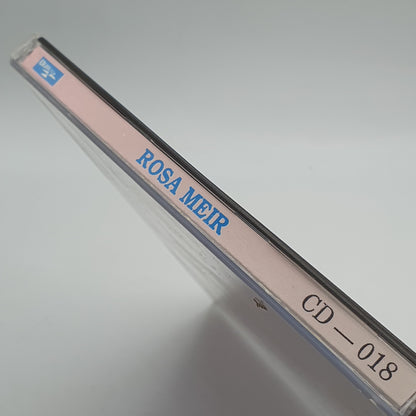 ROSA MEIR
CD — 018